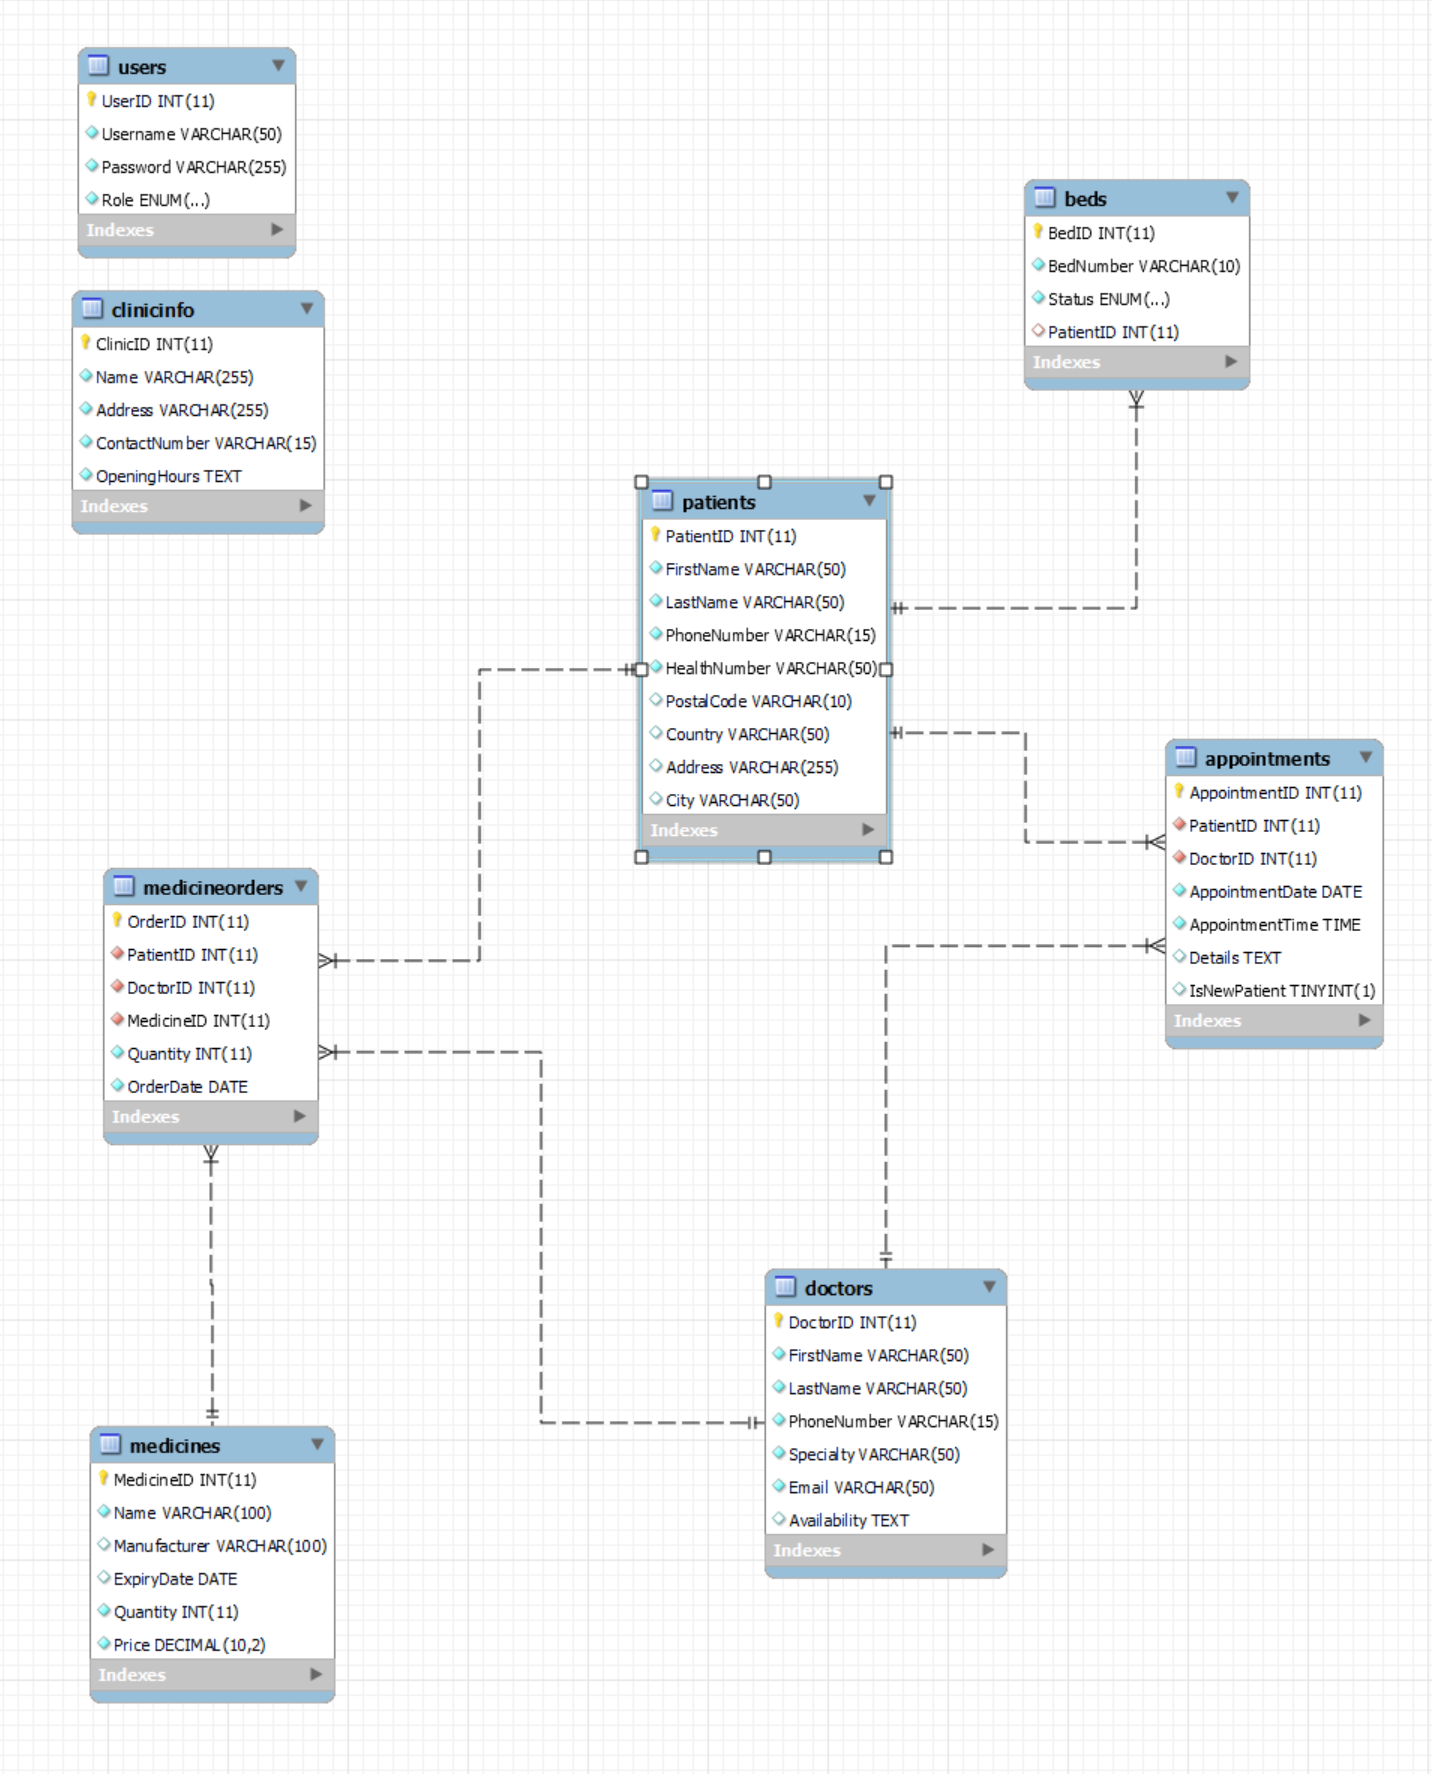 users
UserID INT(11)
Username VARCHAR(50)
Password VARCHAR(255)
Role ENUM(...)
Indexes
clinicinfo
ClinicID INT(11)
Name VARCHAR(255)
Address VARCHAR(255)
ContactNumber VARCHAR(15)
OpeningHours TEXT
Indexes
beds
BedID INT(11)
BedNumber VARCHAR(10)
Status ENUM(...)
PatientID INT(11)
Indexes
patients
PatientID INT(11)
FirstName VARCHAR(50)
LastName VARCHAR(50)
PhoneNumber VARCHAR(15)
HealthNumber VARCHAR(50)
PostalCode VARCHAR(10)
Country VARCHAR(50)
Address VARCHAR(255)
City VARCHAR(50)
Indexes
appointments
AppointmentID INT(11)
PatientID INT(11)
DoctorID INT(11)
AppointmentDate DATE
AppointmentTime TIME
Details TEXT
IsNewPatient TINYINT(1)
Indexes
medicineorders
OrderID INT(11)
PatientID INT(11)
DoctorID INT(11)
MedicineID INT(11)
Quantity INT(11)
OrderDate DATE
Indexes
doctors
DoctorID INT(11)
FirstName VARCHAR(50)
LastName VARCHAR(50)
PhoneNumber VARCHAR(15)
Specialty VARCHAR(50)
Email VARCHAR(50)
Availability TEXT
Indexes
medicines
MedicineID INT(11)
Name VARCHAR(100)
Manufacturer VARCHAR(100)
ExpiryDate DATE
Quantity INT(11)
Price DECIMAL(10,2)
Indexes